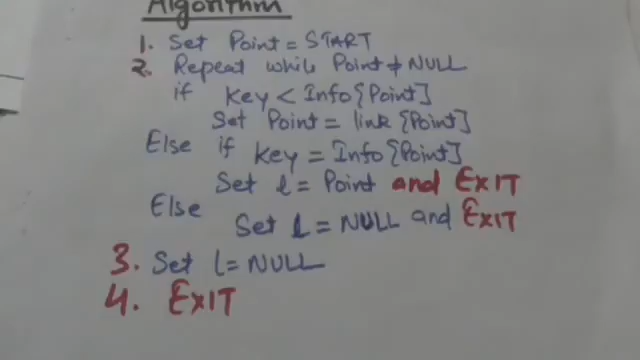 Algorithm
1. Set Point = START
2. Repeat while Point ≠ NULL
if Key < Info[Point]
Set Point = link [Point]
Else if Key = Info[Point]
Set l = Point and EXIT
Else
Set L = NULL and EXIT
3. Set l = NULL
4. EXIT